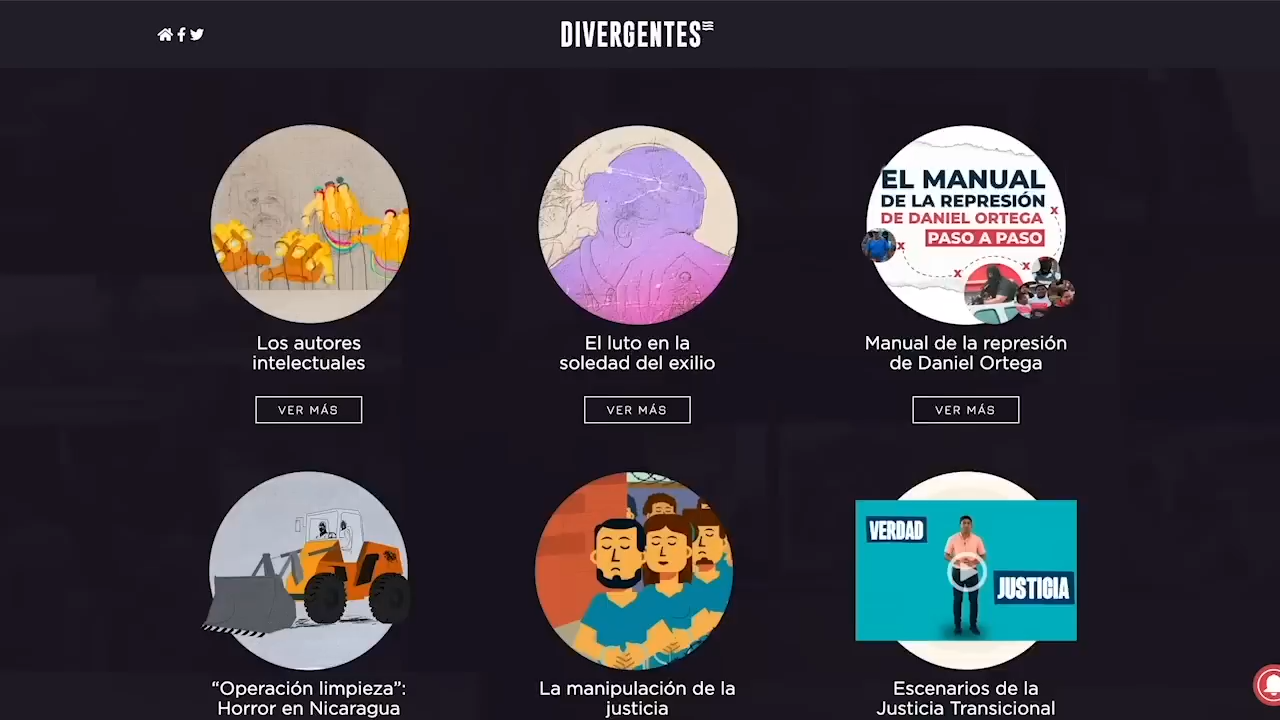 DIVERGENTES
EL MANUAL
DE LA REPRESIÓN
DE DANIEL ORTEGA
PASO A PASO
Los autores
intelectuales
El luto en la
soledad del exilio
Manual de la represión
de Daniel Ortega
VER MÁS
VER MÁS
VER MÁS
VERDAD
JUSTICIA
“Operación limpieza”:
Horror en Nicaragua
La manipulación de la
justicia
Escenarios de la
Justicia Transicional